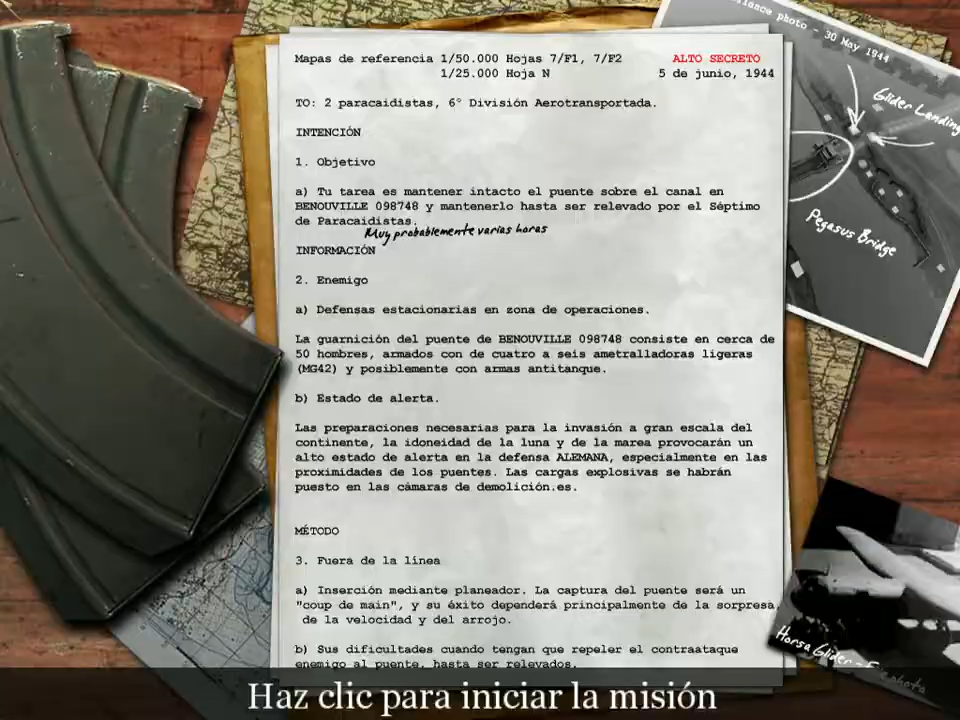 Mapas de referencia 1/50.000 Hojas 7/F1, 7/F2
ALTO SECRETO
1/25.000 Hoja N
5 de junio, 1944
TO: 2 paracaidistas, 6º División Aerotransportada.
INTENCIÓN
1. Objetivo
a) Tu tarea es mantener intacto el puente sobre el canal en
BENOUVILLE 098748 y mantenerlo hasta ser relevado por el Séptimo
de Paracaidistas.
Muy probablemente varias horas
INFORMACIÓN
2. Enemigo
a) Defensas estacionarias en zona de operaciones.
La guarnición del puente de BENOUVILLE 098748 consiste en cerca de
50 hombres, armados con de cuatro a seis ametralladoras ligeras
(MG42) y posiblemente con armas antitanque.
b) Estado de alerta.
Las preparaciones necesarias para la invasión a gran escala del
continente, la idoneidad de la luna y de la marea provocarán un
alto estado de alerta en la defensa ALEMANA, especialmente en las
proximidades de los puentes. Las cargas explosivas se habrán
puesto en las cámaras de demolición.es.
MÉTODO
3. Fuera de la línea
a) Inserción mediante planeador. La captura del puente será un
"coup de main", y su éxito dependerá principalmente de la sorpresa,
de la velocidad y del arrojo.
b) Sus dificultades cuando tengan que repeler el contraataque
enemigo al puente, hasta ser relevados.
photo - 30 May 1944
Glider Landing
Pegasus Bridge
Horsa Glider -
Haz clic para iniciar la misión